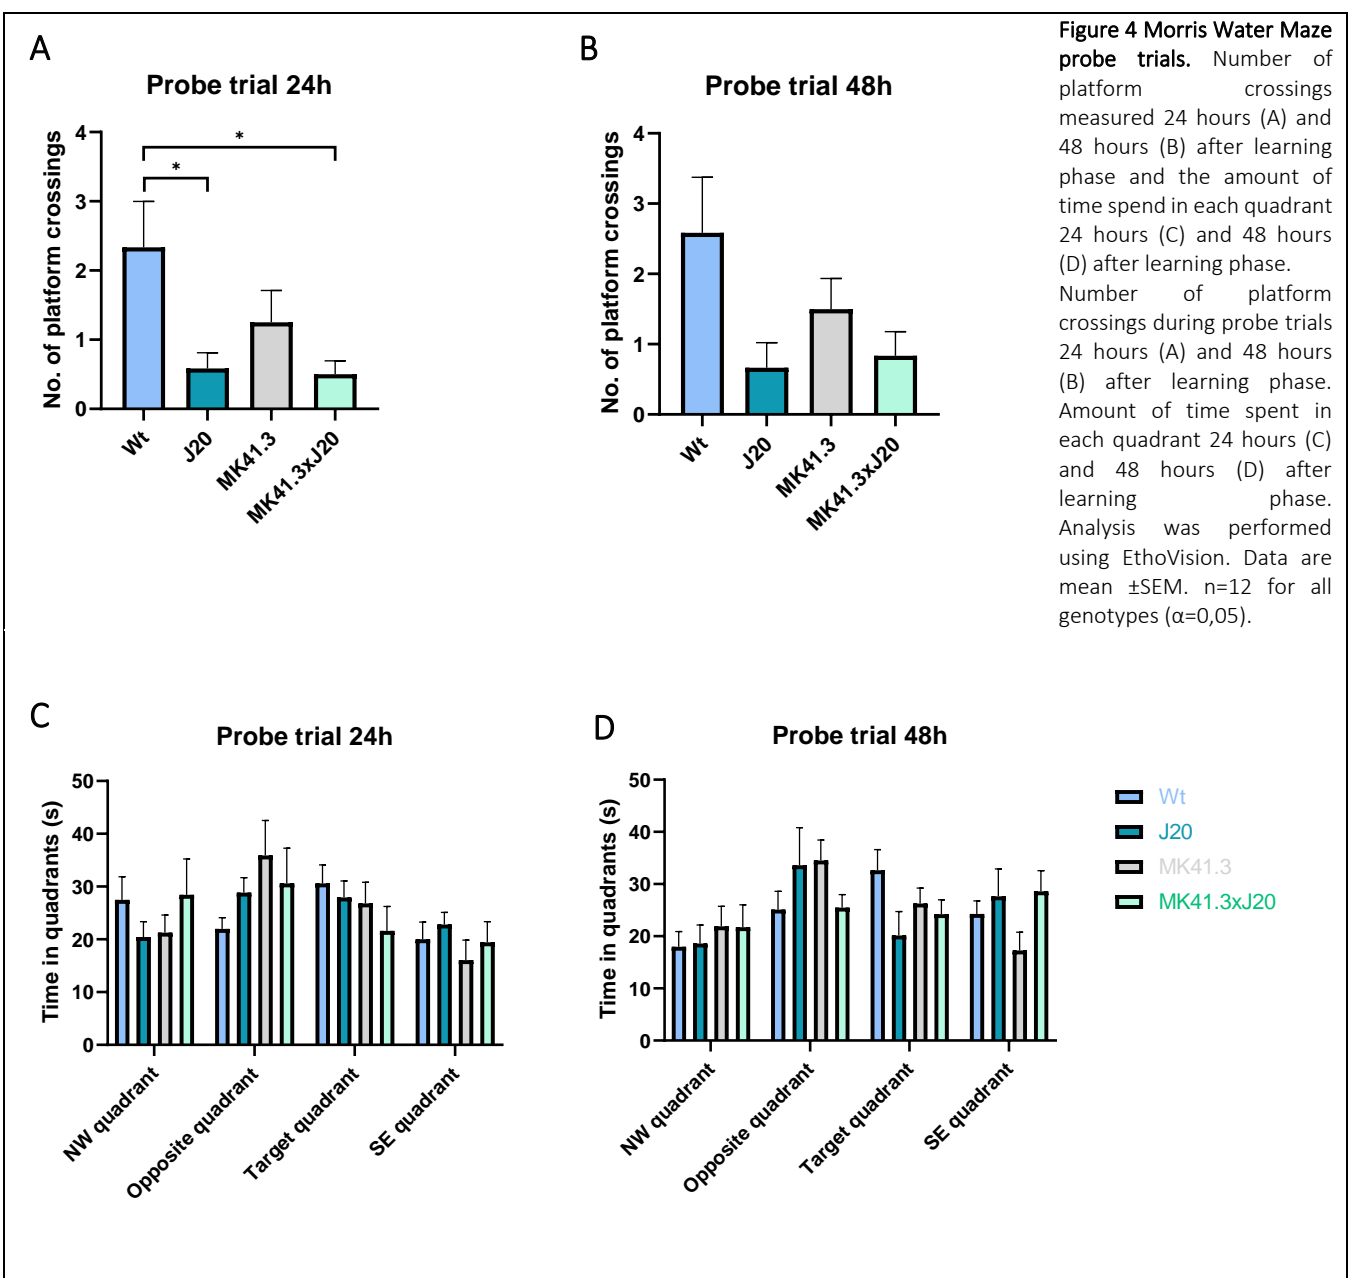 A
Probe trial 24h
No. of platform crossings
4
3
2
1
0
*
*
Wt
J20
MK41.3
MK41.3xJ20
B
Probe trial 48h
No. of platform crossings
4
3
2
1
0
Wt
J20
MK41.3
MK41.3xJ20
Figure 4 Morris Water Maze
probe trials. Number of
platform crossings
measured 24 hours (A) and
48 hours (B) after learning
phase and the amount of
time spend in each quadrant
24 hours (C) and 48 hours
(D) after learning phase.
Number of platform
crossings during probe trials
24 hours (A) and 48 hours
(B) after learning phase.
Amount of time spent in
each quadrant 24 hours (C)
and 48 hours (D) after
learning phase.
Analysis was performed
using EthoVision. Data are
mean ±SEM. n=12 for all
genotypes (α=0,05).
C
Probe trial 24h
Time in quadrants (s)
50
40
30
20
10
0
NW quadrant
Opposite quadrant
Target quadrant
SE quadrant
D
Probe trial 48h
Time in quadrants (s)
50
40
30
20
10
0
NW quadrant
Opposite quadrant
Target quadrant
SE quadrant
Wt
J20
MK41.3
MK41.3xJ20